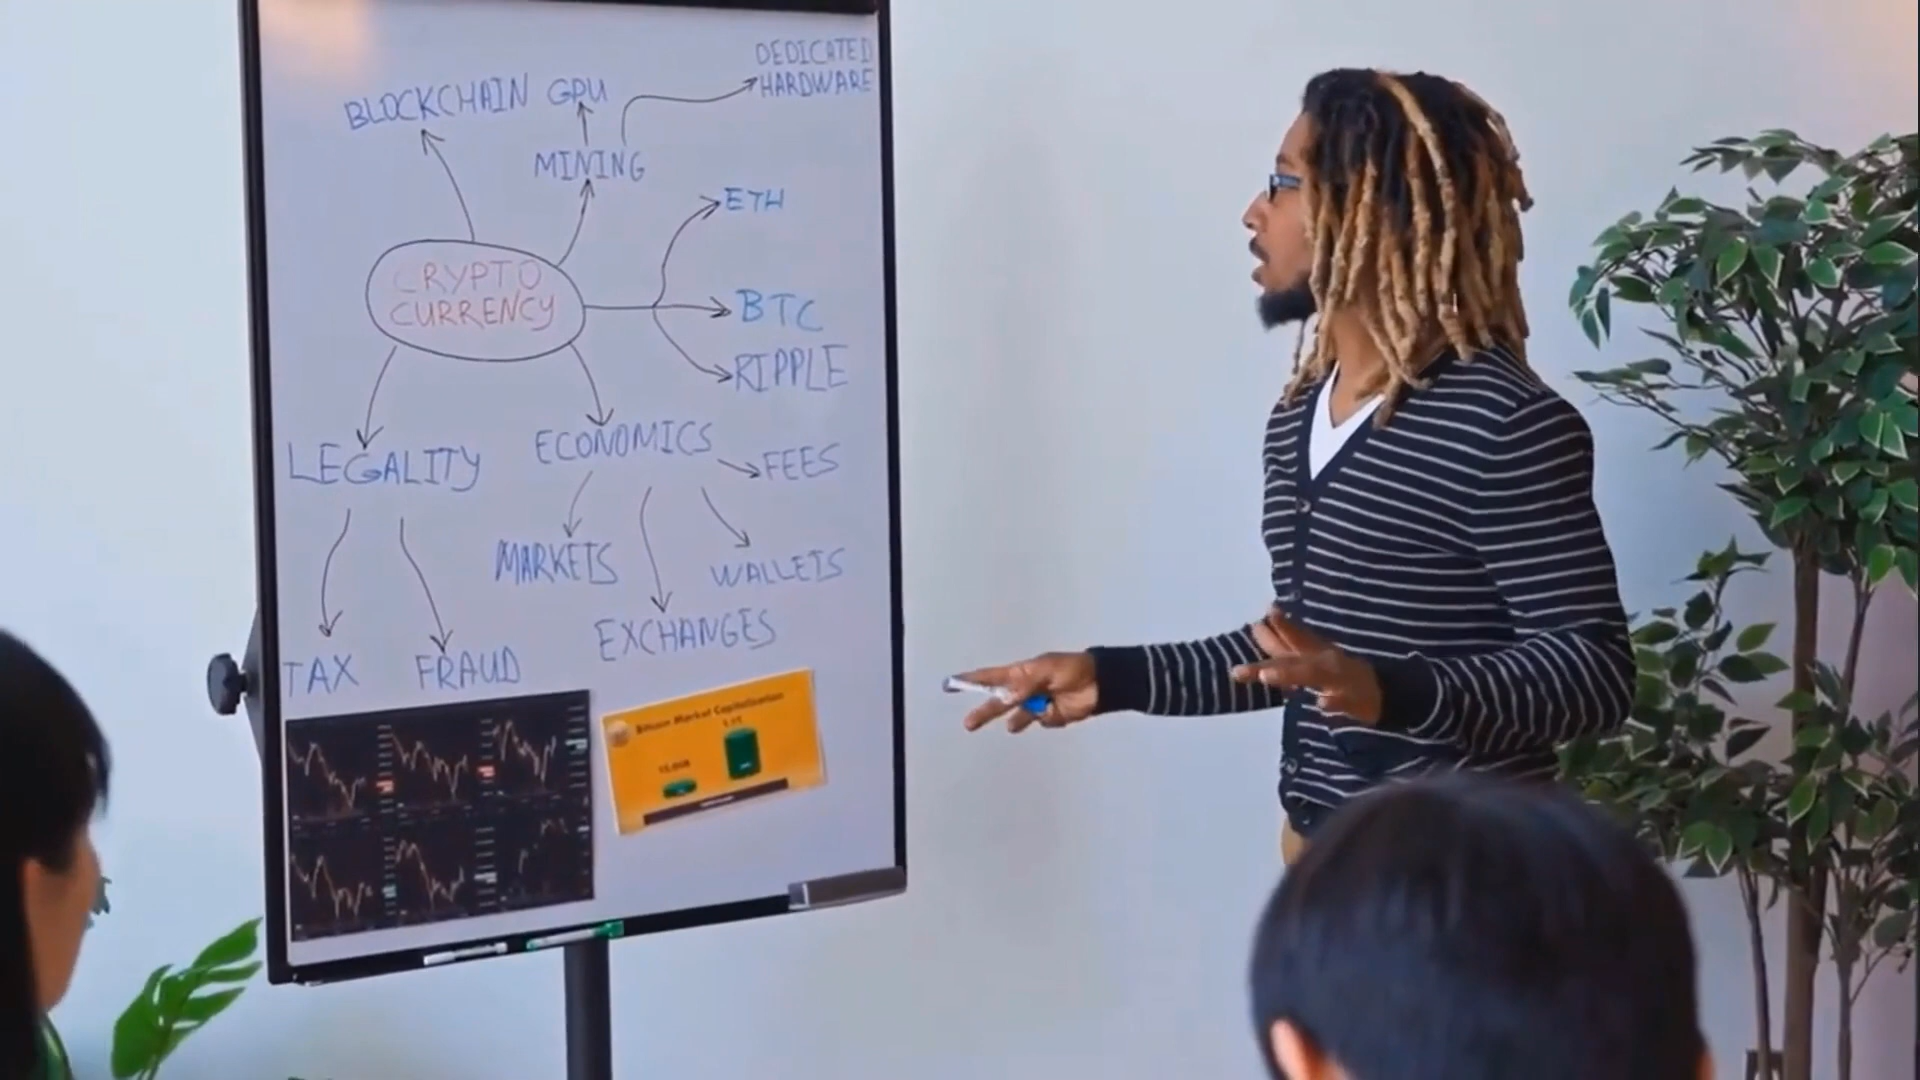 DEDICATED
HARDWARE
BLOCKCHAIN GPU
MINING
ETH
CRYPTO
CURRENCY
BTC
RIPPLE
LEGALITY
ECONOMICS
FEES
MARKETS
WALLETS
EXCHANGES
TAX
FRAUD
Bitcoin Market Capitalization